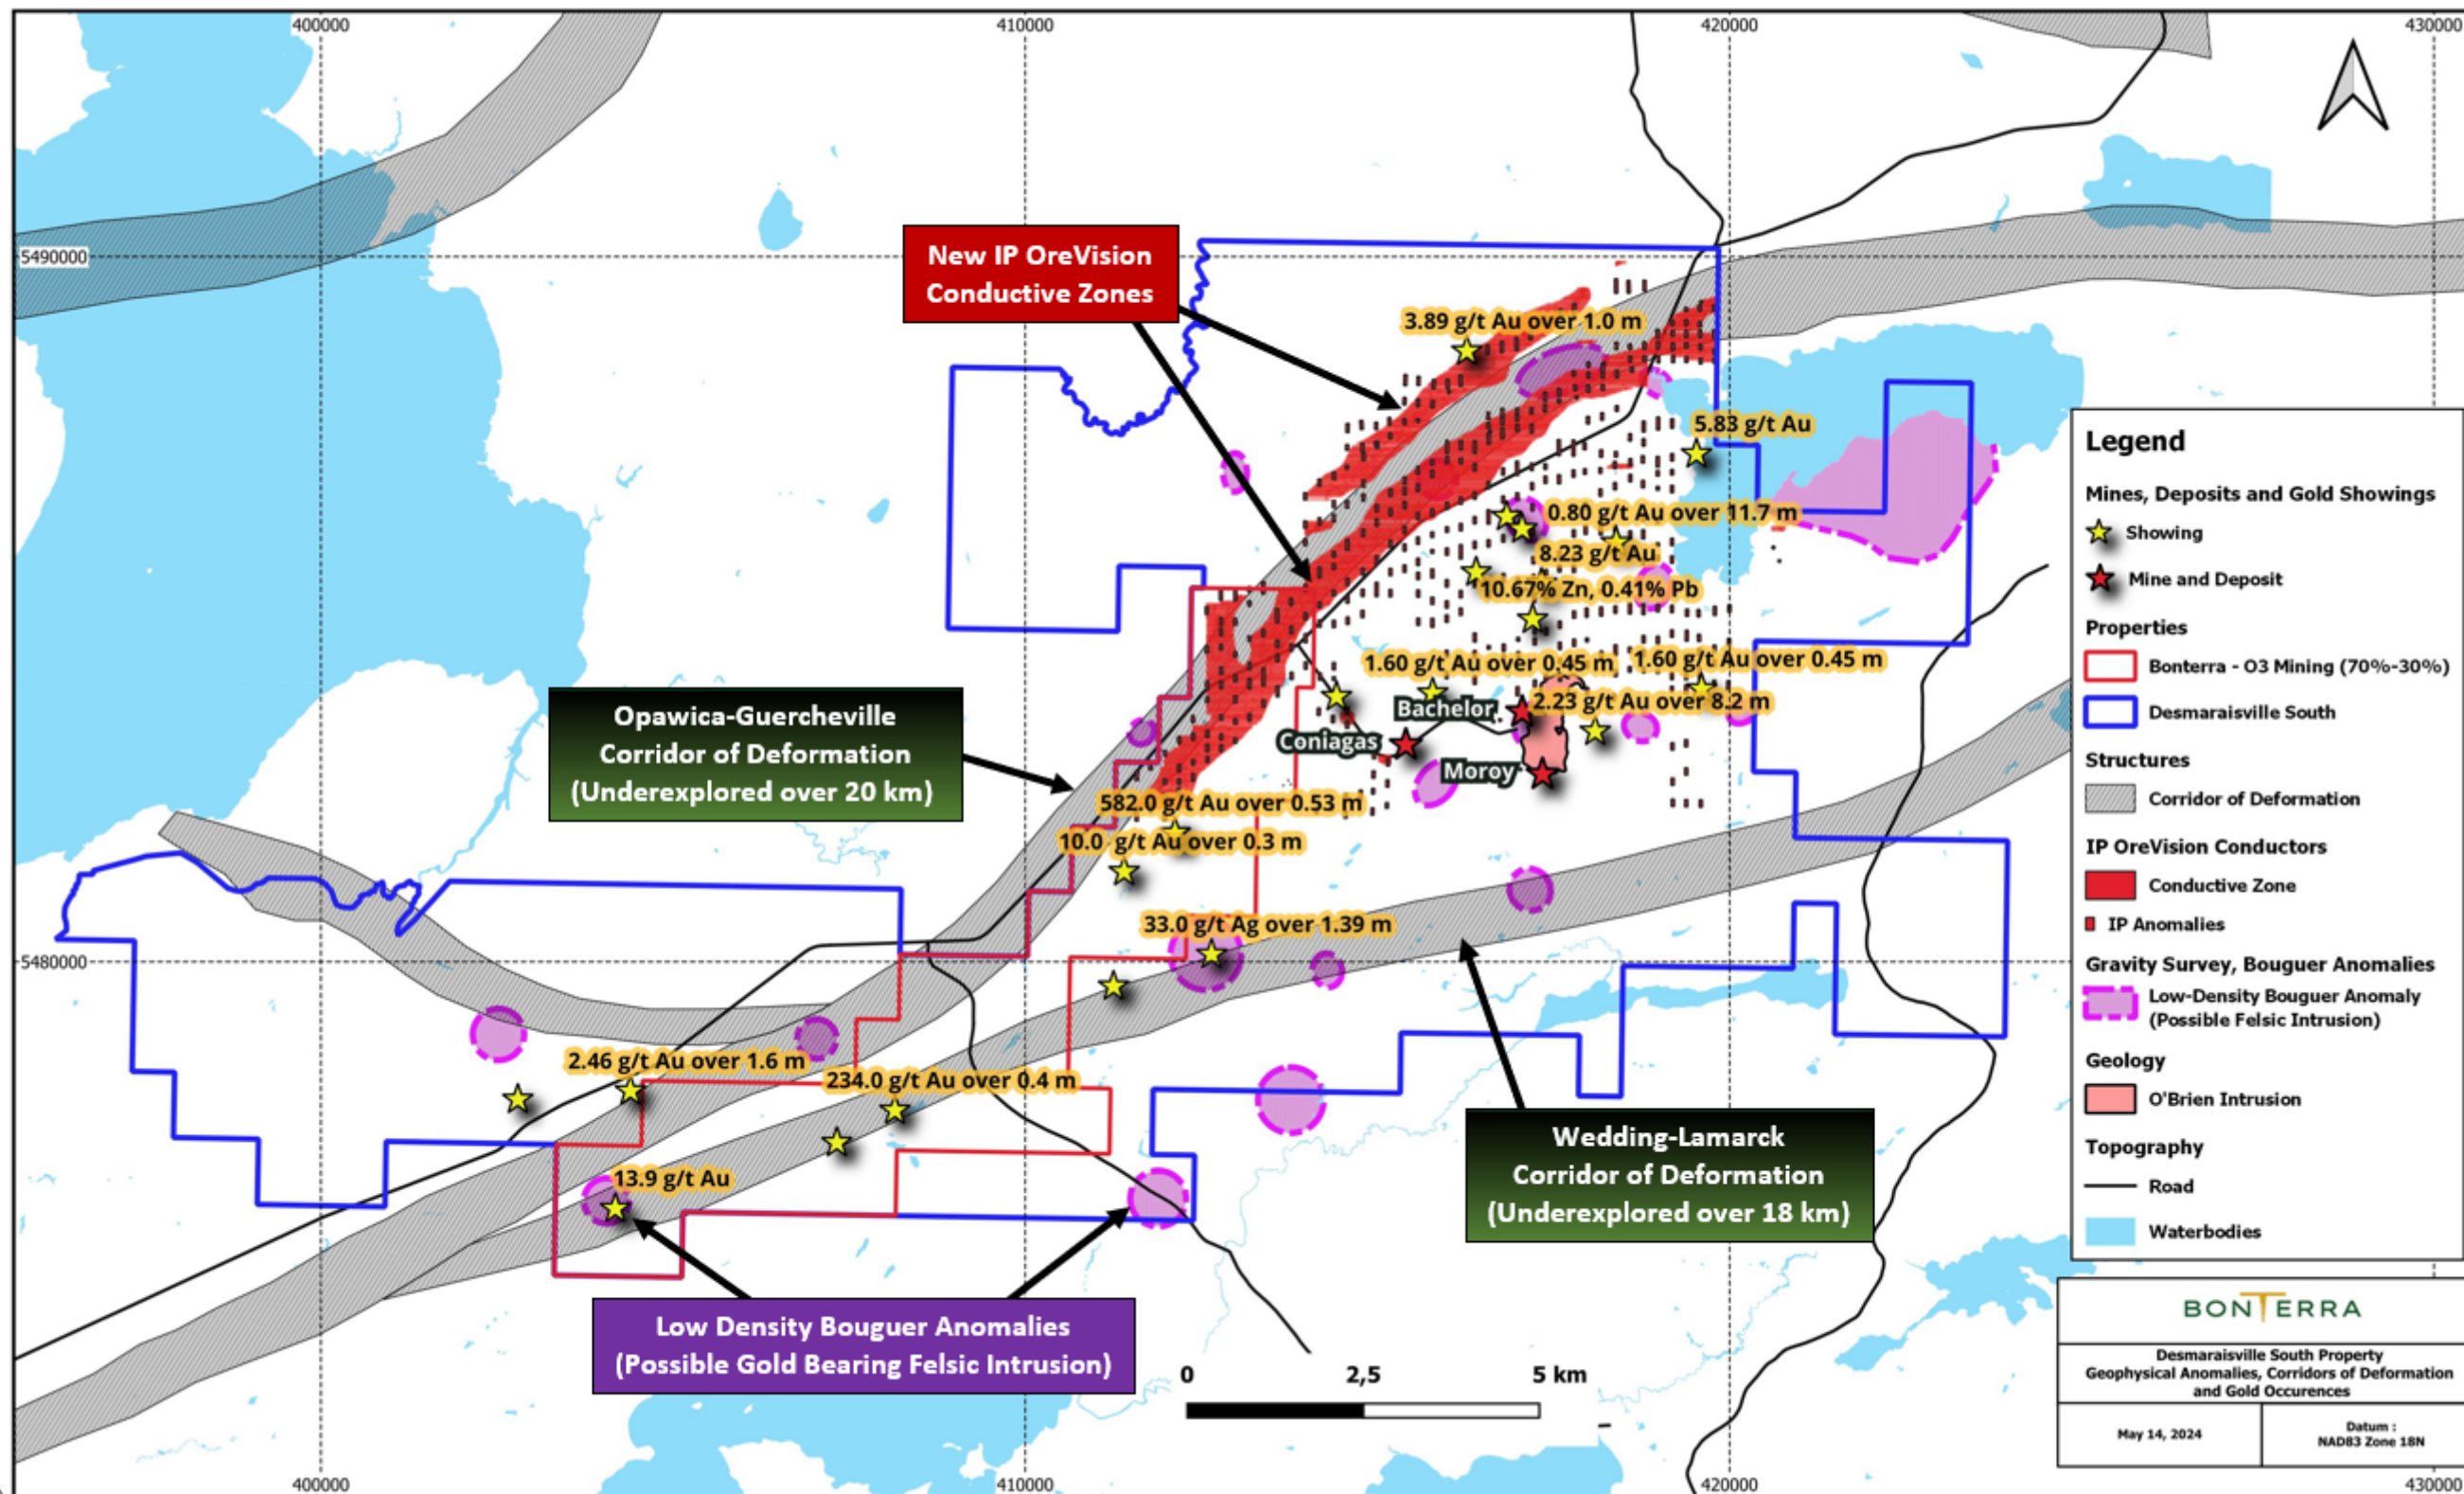 400000
410000
420000
430000
5490000
New IP OreVision
Conductive Zones
3.89 g/t Au over 1.0 m
5.83 g/t Au
0.80 g/t Au over 11.7 m
8.23 g/t Au
10.67% Zn, 0.41% Pb
1.60 g/t Au over 0.45 m
1.60 g/t Au over 0.45 m
Bachelor
2.23 g/t Au over 8.2 m
Coniagas
Moroy
Opawica-Guercheville
Corridor of Deformation
(Underexplored over 20 km)
582.0 g/t Au over 0.53 m
10.0 g/t Au over 0.3 m
33.0 g/t Ag over 1.39 m
5480000
2.46 g/t Au over 1.6 m
234.0 g/t Au over 0.4 m
13.9 g/t Au
Wedding-Lamarck
Corridor of Deformation
(Underexplored over 18 km)
Low Density Bouguer Anomalies
(Possible Gold Bearing Felsic Intrusion)
0 2,5 5 km
Legend
Mines, Deposits and Gold Showings
Showing
Mine and Deposit
Properties
Bonterra - O3 Mining (70%-30%)
Desmaraisville South
Structures
Corridor of Deformation
IP OreVision Conductors
Conductive Zone
IP Anomalies
Gravity Survey, Bouguer Anomalies
Low-Density Bouguer Anomaly
(Possible Felsic Intrusion)
Geology
O'Brien Intrusion
Topography
Road
Waterbodies
BONTERRA
Desmaraisville South Property
Geophysical Anomalies, Corridors of Deformation
and Gold Occurences
May 14, 2024
Datum :
NAD83 Zone 18N
400000
410000
420000
430000